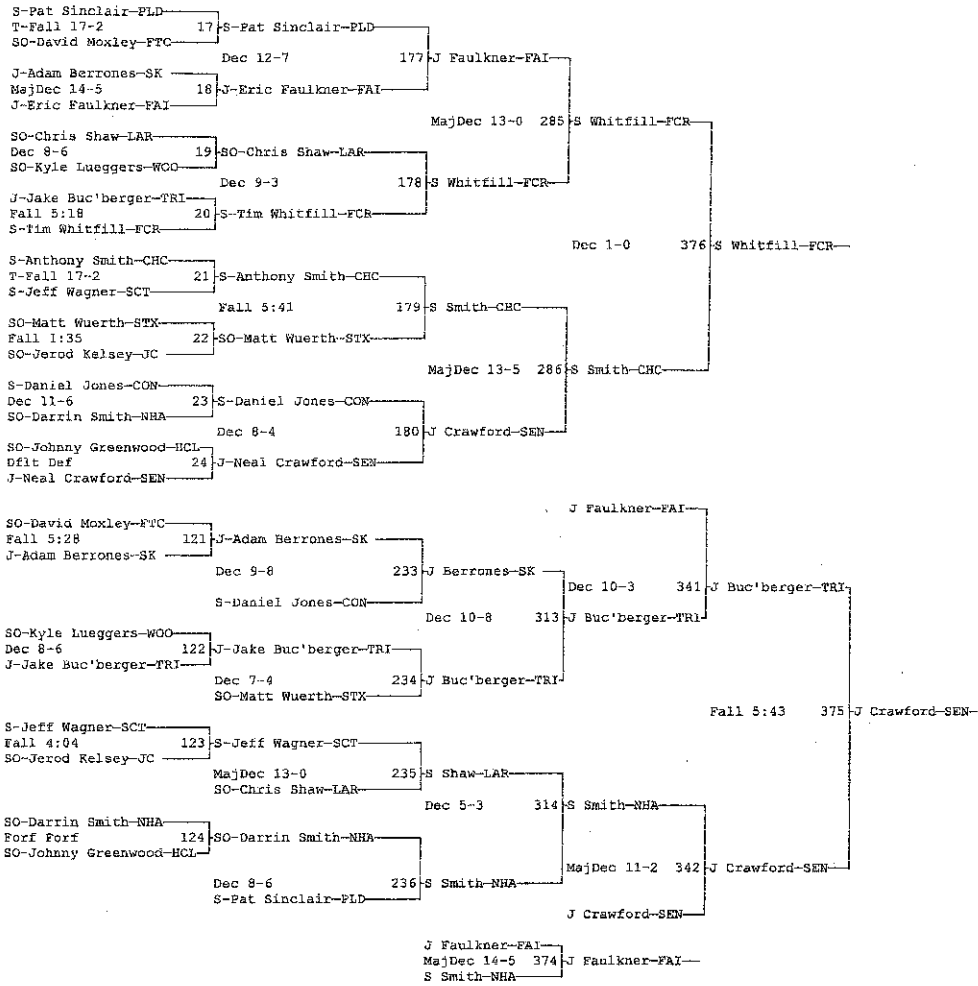 S-Pat Sinclair-PLD
T-Fall 17-2 17 S-Pat Sinclair-PLD
SO-David Moxley-FTC
Dec 12-7 177 J Faulkner-FAI
J-Adam Berrones-SK
MajDec 14-5 18 J-Eric Faulkner-FAI
J-Eric Faulkner-FAI
MajDec 13-0 285 S Whitfill-FCR
SO-Chris Shaw-LAR
Dec 8-6 19 SO-Chris Shaw-LAR
SO-Kyle Lueggers-WOO
Dec 9-3 178 S Whitfill-FCR
J-Jake Buc'berger-TRI
Fall 5:18 20 S-Tim Whitfill-FCR
S-Tim Whitfill-FCR
Dec 1-0 376 S Whitfill-FCR
S-Anthony Smith-CHC
T-Fall 17-2 21 S-Anthony Smith-CHC
S-Jeff Wagner-SCT
Fall 5:41 179 S Smith-CHC
SO-Matt Wuerth-STX
Fall 1:35 22 SO-Matt Wuerth-STX
SO-Jerod Kelsey-JC
MajDec 13-5 286 S Smith-CHC
S-Daniel Jones-CON
Dec 11-6 23 S-Daniel Jones-CON
SO-Darrin Smith-NHA
Dec 8-4 180 J Crawford-SEN
SO-Johnny Greenwood-HCL
Dflt Def 24 J-Neal Crawford-SEN
J-Neal Crawford-SEN
J Faulkner-FAI
SO-David Moxley-FTC
Fall 5:28 121 J-Adam Berrones-SK
J-Adam Berrones-SK
Dec 9-8 233 J Berrones-SK Dec 10-3 341 J Buc'berger-TRI
S-Daniel Jones-CON
Dec 10-8 313 J Buc'berger-TRI
SO-Kyle Lueggers-WOO
Dec 8-6 122 J-Jake Buc'berger-TRI
J-Jake Buc'berger-TRI
Dec 7-4 234 J Buc'berger-TRI
SO-Matt Wuerth-STX
Fall 5:43 375 J Crawford-SEN
S-Jeff Wagner-SCT
Fall 4:04 123 S-Jeff Wagner-SCT
SO-Jerod Kelsey-JC
MajDec 13-0 235 S Shaw-LAR
SO-Chris Shaw-LAR
Dec 5-3 314 S Smith-NHA
SO-Darrin Smith-NHA
Forf Forf 124 SO-Darrin Smith-NHA
SO-Johnny Greenwood-HCL
MajDec 11-2 342 J Crawford-SEN
Dec 8-6 236 S Smith-NHA
S-Pat Sinclair-PLD
J Crawford-SEN
J Faulkner-FAI
MajDec 14-5 374 J Faulkner-FAI
S Smith-NHA